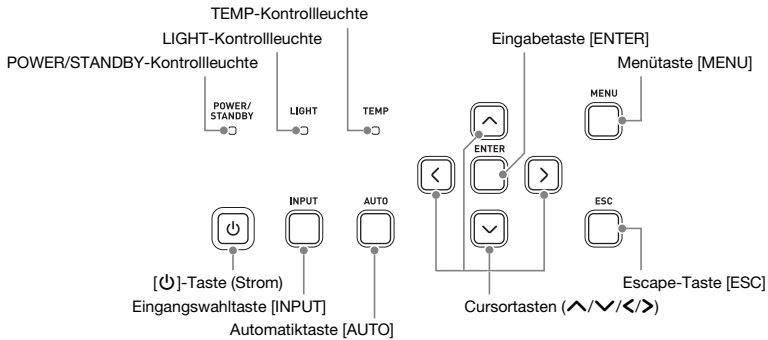 TEMP-Kontrollleuchte
LIGHT-Kontrollleuchte
POWER/STANDBY-Kontrollleuchte
Eingabetaste [ENTER]
Menütaste [MENU]
POWER/
STANDBY
LIGHT
TEMP
MENU
ENTER
INPUT
AUTO
ESC
[⏻]-Taste (Strom)
Eingangswahltaste [INPUT]
Automatiktaste [AUTO]
Escape-Taste [ESC]
Cursortasten (∧/∨/</>)